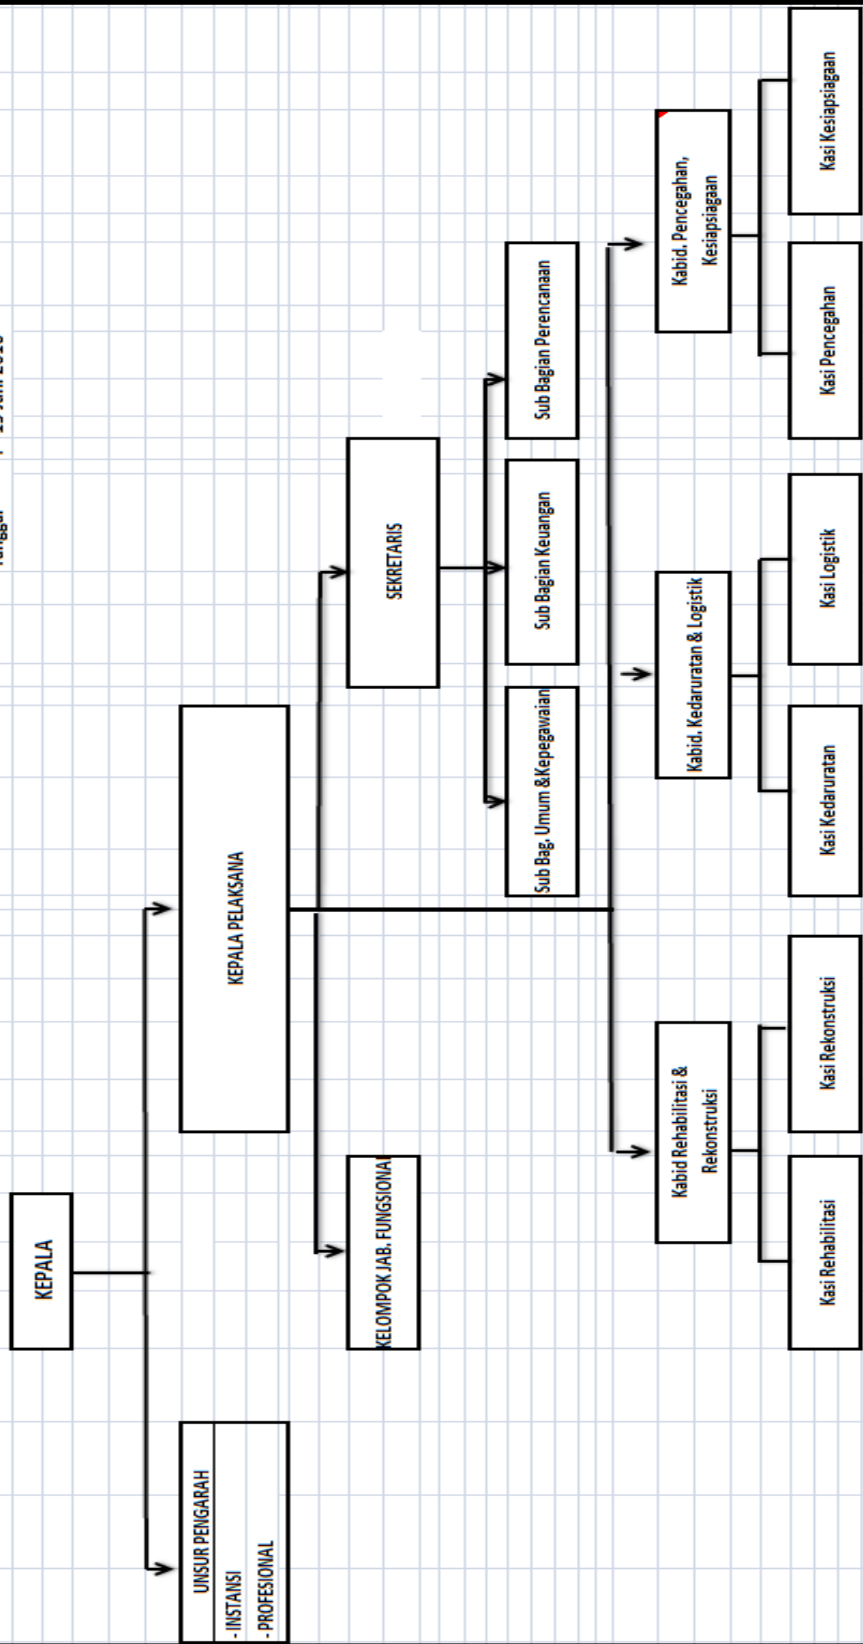 KEPALA
UNSUR PENGARAH
- INSTANSI
- PROFESIONAL
KEPALA PELAKSANA
KELOMPOK JAB. FUNGSIONAL
SEKRETARIS
Sub Bag, Umum &Kepegawaian
Sub Bagian Keuangan
Sub Bagian Perencanaan
Kabid Rehabilitasi &
Rekonstruksi
Kabid. Kedaruratan & Logistik
Kabid. Pencegahan,
Kesiapsiagaan
Kasi Rehabilitasi
Kasi Rekonstruksi
Kasi Kedaruratan
Kasi Logistik
Kasi Pencegahan
Kasi Kesiapsiagaan